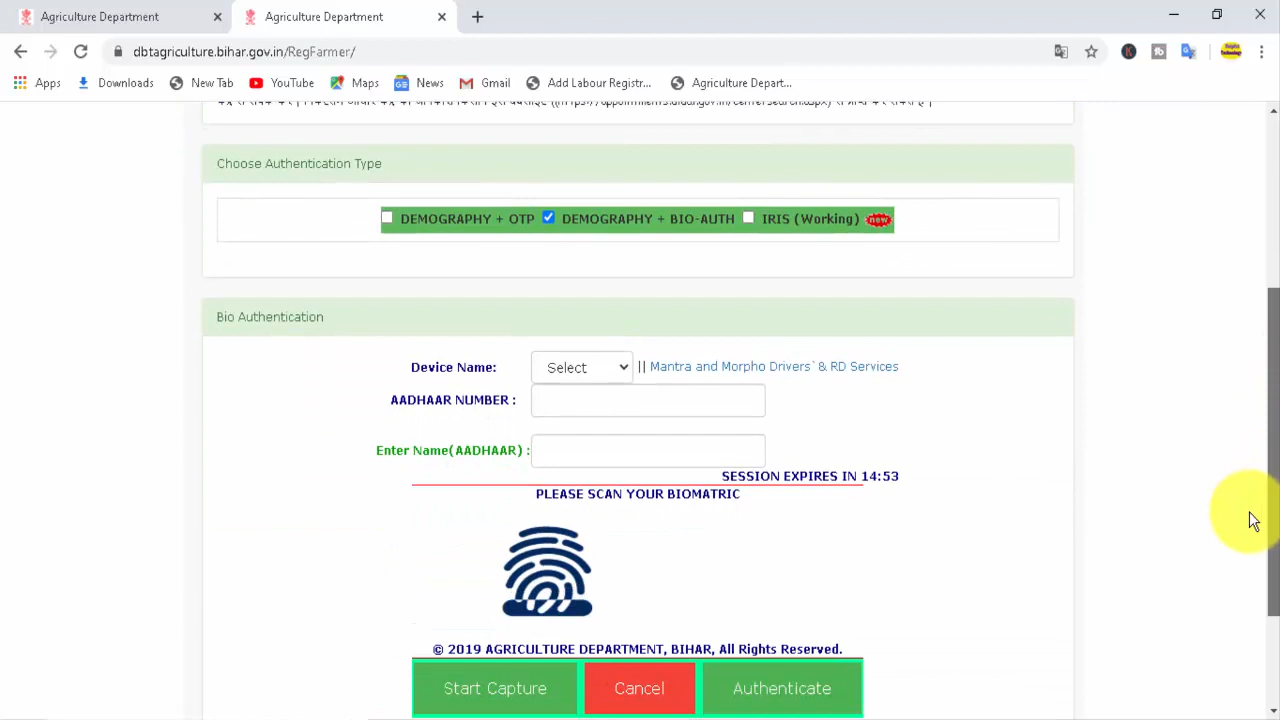 Agriculture Department
Agriculture Department
dbtagriculture.bihar.gov.in/RegFarmer/
Apps
Downloads
New Tab
YouTube
Maps
News
Gmail
Add Labour Registr...
Agriculture Depart...
Choose Authentication Type
DEMOGRAPHY + OTP DEMOGRAPHY + BIO-AUTH IRIS (Working) new
Bio Authentication
Device Name: Select || Mantra and Morpho Drivers`& RD Services
AADHAAR NUMBER :
Enter Name(AADHAAR) :
SESSION EXPIRES IN 14:53
PLEASE SCAN YOUR BIOMATRIC
© 2019 AGRICULTURE DEPARTMENT, BIHAR, All Rights Reserved.
Start Capture Cancel Authenticate